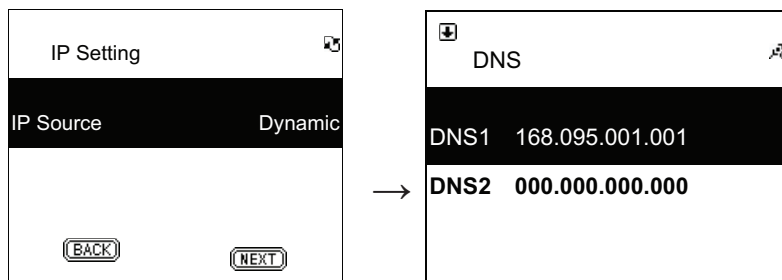 IP Setting
IP Source Dynamic
BACK NEXT
→
DNS
DNS1 168.095.001.001
DNS2 000.000.000.000